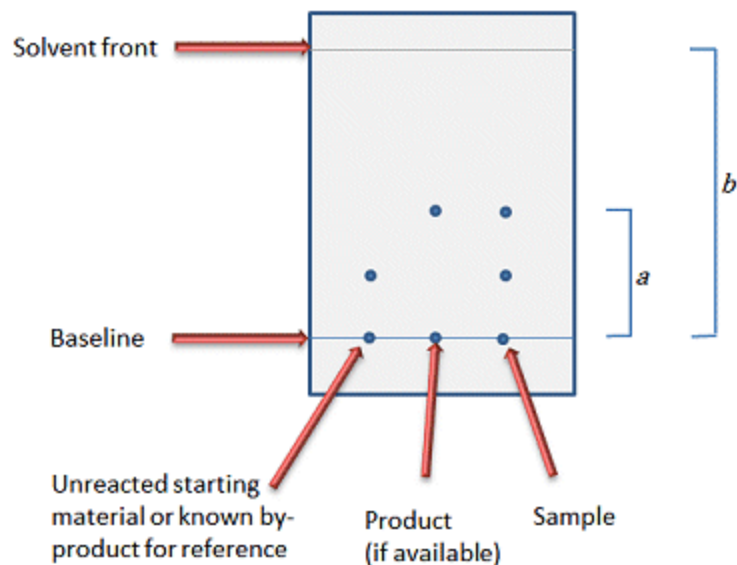 Solvent front
b
a
Baseline
Unreacted starting
material or known by-
product for reference
Product
(if available)
Sample